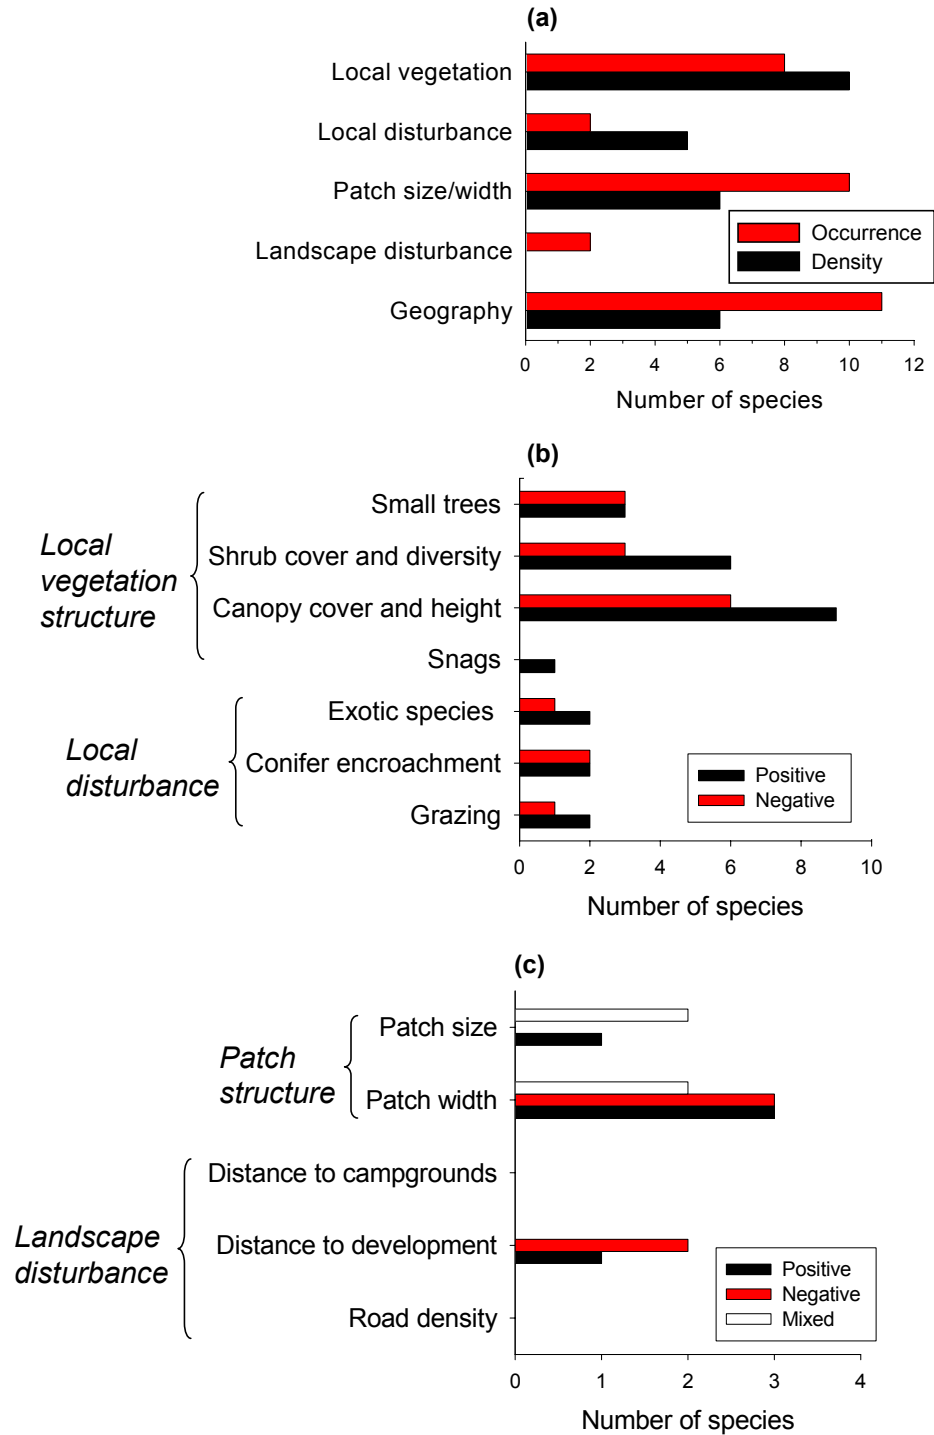 (a)
Local vegetation
Local disturbance
Patch size/width
Landscape disturbance
Geography
Occurrence
Density
0 2 4 6 8 10 12
Number of species
(b)
Local
vegetation
structure
Small trees
Shrub cover and diversity
Canopy cover and height
Snags
Local
disturbance
Exotic species
Conifer encroachment
Grazing
Positive
Negative
0 2 4 6 8 10
Number of species
(c)
Patch
structure
Patch size
Patch width
Landscape
disturbance
Distance to campgrounds
Distance to development
Road density
Positive
Negative
Mixed
0 1 2 3 4
Number of species